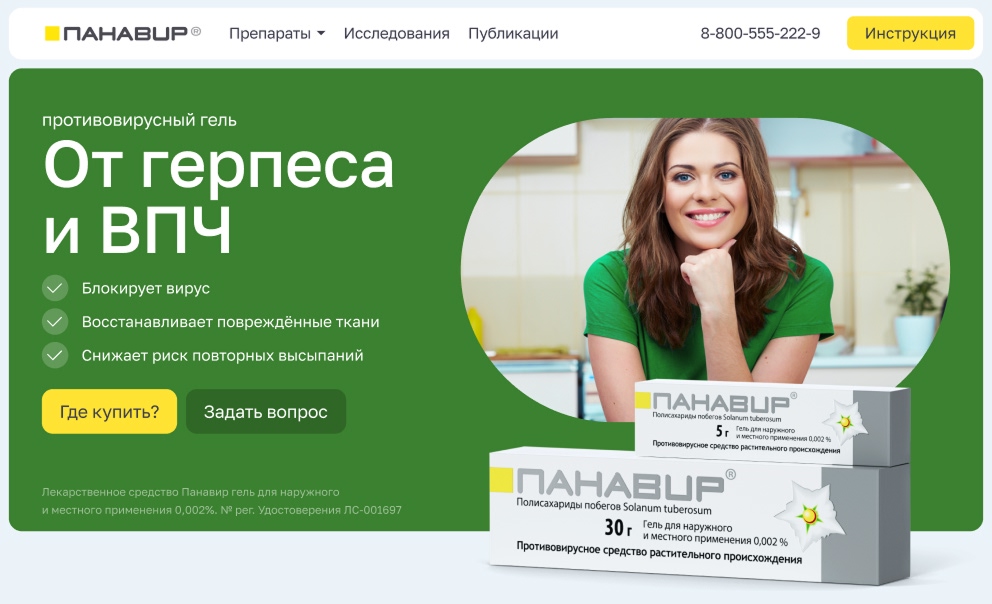 ПАНАВИР®
Препараты
Исследования
Публикации
8-800-555-222-9
Инструкция
противовирусный гель
От герпеса
и ВПЧ
Блокирует вирус
Восстанавливает повреждённые ткани
Снижает риск повторных высыпаний
Где купить?
Задать вопрос
Лекарственное средство Панавир гель для наружного
и местного применения 0,002%. № рег. Удостоверения ЛС-001697
ПАНАВИР®
Полисахариды побегов Solanum tuberosum
5 г
Гель для наружного
и местного применения 0,002 %
Противовирусное средство растительного происхождения
ПАНАВИР®
Полисахариды побегов Solanum tuberosum
30 г
Гель для наружного
и местного применения 0,002 %
Противовирусное средство растительного происхождения